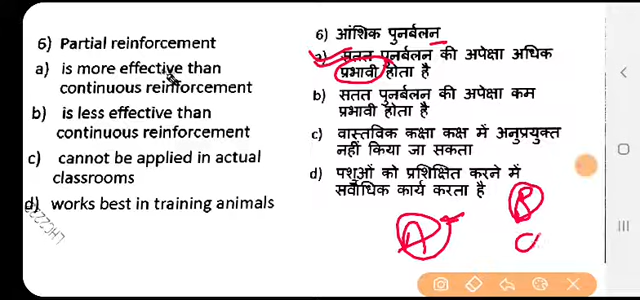 6) Partial reinforcement
a) is more effective than
continuous reinforcement
b) is less effective than
continuous reinforcement
c) cannot be applied in actual
classrooms
d) works best in training animals
6) आंशिक पुनर्बलन
a) सतत पुनर्बलन की अपेक्षा अधिक
प्रभावी होता है
b) सतत पुनर्बलन की अपेक्षा कम
प्रभावी होता है
c) वास्तविक कक्षा कक्ष में अनुप्रयुक्त
नहीं किया जा सकता
d) पशुओं को प्रशिक्षित करने में
सर्वाधिक कार्य करता है
A